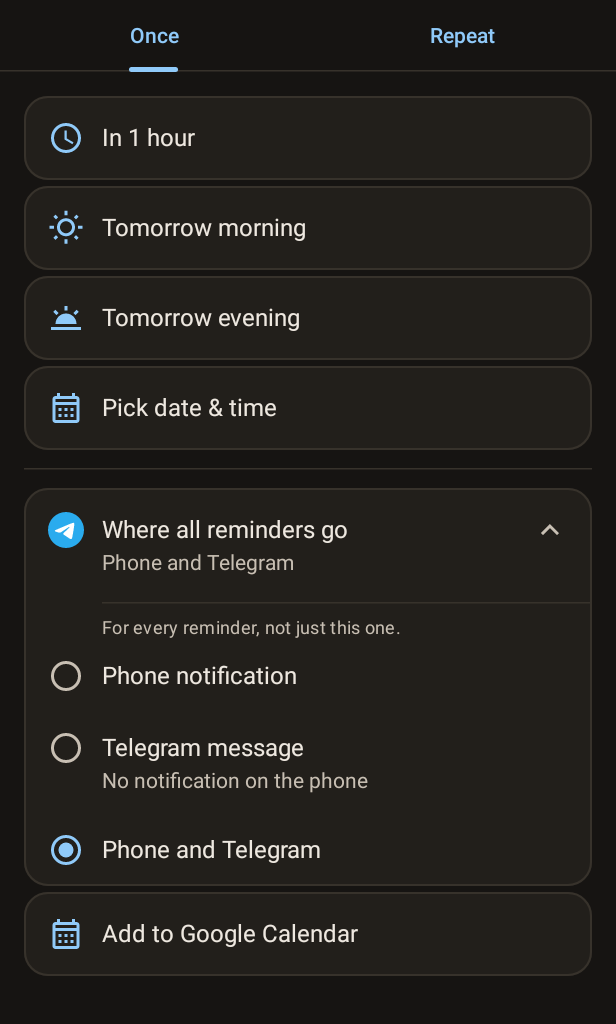 Once
Repeat
In 1 hour
Tomorrow morning
Tomorrow evening
Pick date & time
Where all reminders go
Phone and Telegram
For every reminder, not just this one.
Phone notification
Telegram message
No notification on the phone
Phone and Telegram
Add to Google Calendar